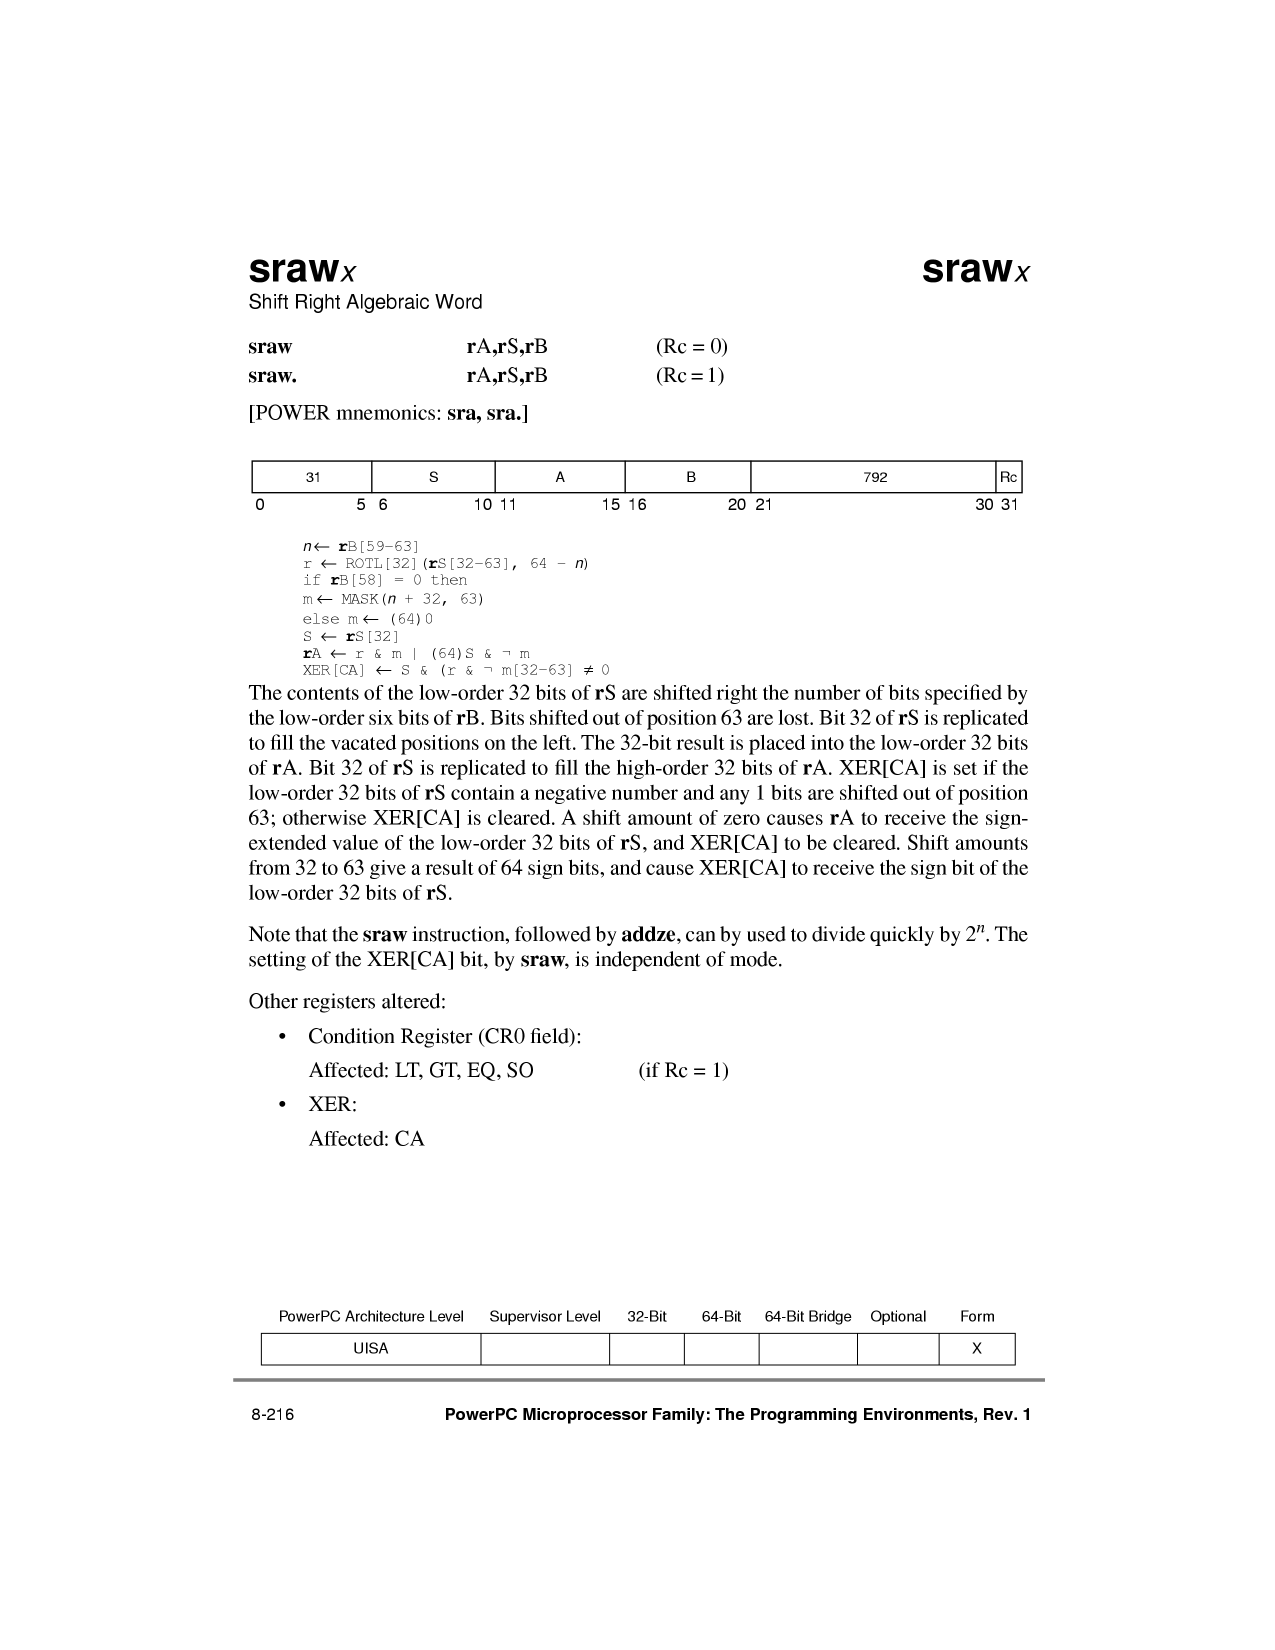 srawx srawx
Shift Right Algebraic Word
sraw rA,rS,rB (Rc = 0)
sraw. rA,rS,rB (Rc = 1)
[POWER mnemonics: sra, sra.]
31 S A B 792 Rc
0 5 6 10 11 15 16 20 21 30 31
n← rB[59–63]
r ← ROTL[32](rS[32–63], 64 – n)
if rB[58] = 0 then
m← MASK(n + 32, 63)
else m← (64)0
S ← rS[32]
rA ← r & m | (64)S & ¬ m
XER[CA] ← S & (r & ¬ m[32–63] ≠ 0
The contents of the low-order 32 bits of rS are shifted right the number of bits specified by
the low-order six bits of rB. Bits shifted out of position 63 are lost. Bit 32 of rS is replicated
to fill the vacated positions on the left. The 32-bit result is placed into the low-order 32 bits
of rA. Bit 32 of rS is replicated to fill the high-order 32 bits of rA. XER[CA] is set if the
low-order 32 bits of rS contain a negative number and any 1 bits are shifted out of position
63; otherwise XER[CA] is cleared. A shift amount of zero causes rA to receive the sign-
extended value of the low-order 32 bits of rS, and XER[CA] to be cleared. Shift amounts
from 32 to 63 give a result of 64 sign bits, and cause XER[CA] to receive the sign bit of the
low-order 32 bits of rS.
Note that the sraw instruction, followed by addze, can by used to divide quickly by 2ⁿ. The
setting of the XER[CA] bit, by sraw, is independent of mode.
Other registers altered:
• Condition Register (CR0 field):
Affected: LT, GT, EQ, SO (if Rc = 1)
• XER:
Affected: CA
PowerPC Architecture Level Supervisor Level 32-Bit 64-Bit 64-Bit Bridge Optional Form
UISA X
8-216 PowerPC Microprocessor Family: The Programming Environments, Rev. 1